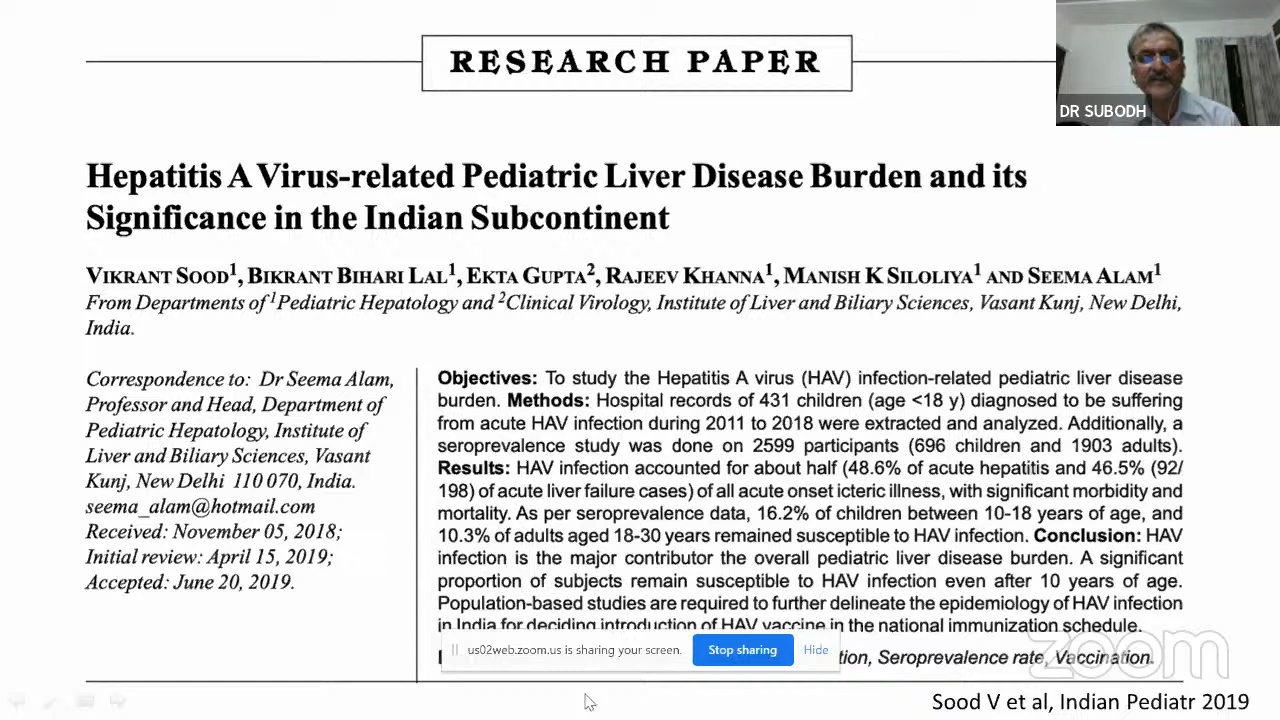 RESEARCH PAPER
DR SUBODH
Hepatitis A Virus-related Pediatric Liver Disease Burden and its
Significance in the Indian Subcontinent
VIKRANT SOOD1, BIKRANT BIHARI LAL1, EKTA GUPTA2, RAJEEV KHANNA1, MANISH K SILOLIYA1 AND SEEMA ALAM1
From Departments of 1Pediatric Hepatology and 2Clinical Virology, Institute of Liver and Biliary Sciences, Vasant Kunj, New Delhi,
India.
Correspondence to: Dr Seema Alam,
Professor and Head, Department of
Pediatric Hepatology, Institute of
Liver and Biliary Sciences, Vasant
Kunj, New Delhi 110 070, India.
seema_alam@hotmail.com
Received: November 05, 2018;
Initial review: April 15, 2019;
Accepted: June 20, 2019.
Objectives: To study the Hepatitis A virus (HAV) infection-related pediatric liver disease
burden. Methods: Hospital records of 431 children (age <18 y) diagnosed to be suffering
from acute HAV infection during 2011 to 2018 were extracted and analyzed. Additionally, a
seroprevalence study was done on 2599 participants (696 children and 1903 adults).
Results: HAV infection accounted for about half (48.6% of acute hepatitis and 46.5% (92/
198) of acute liver failure cases) of all acute onset icteric illness, with significant morbidity and
mortality. As per seroprevalence data, 16.2% of children between 10-18 years of age, and
10.3% of adults aged 18-30 years remained susceptible to HAV infection. Conclusion: HAV
infection is the major contributor the overall pediatric liver disease burden. A significant
proportion of subjects remain susceptible to HAV infection even after 10 years of age.
Population-based studies are required to further delineate the epidemiology of HAV infection
in India for deciding introduction of HAV vaccine in the national immunization schedule.
us02web.zoom.us is sharing your screen. Stop sharing Hide
tion, Seroprevalence rate, Vaccination.
zoom
Sood V et al, Indian Pediatr 2019